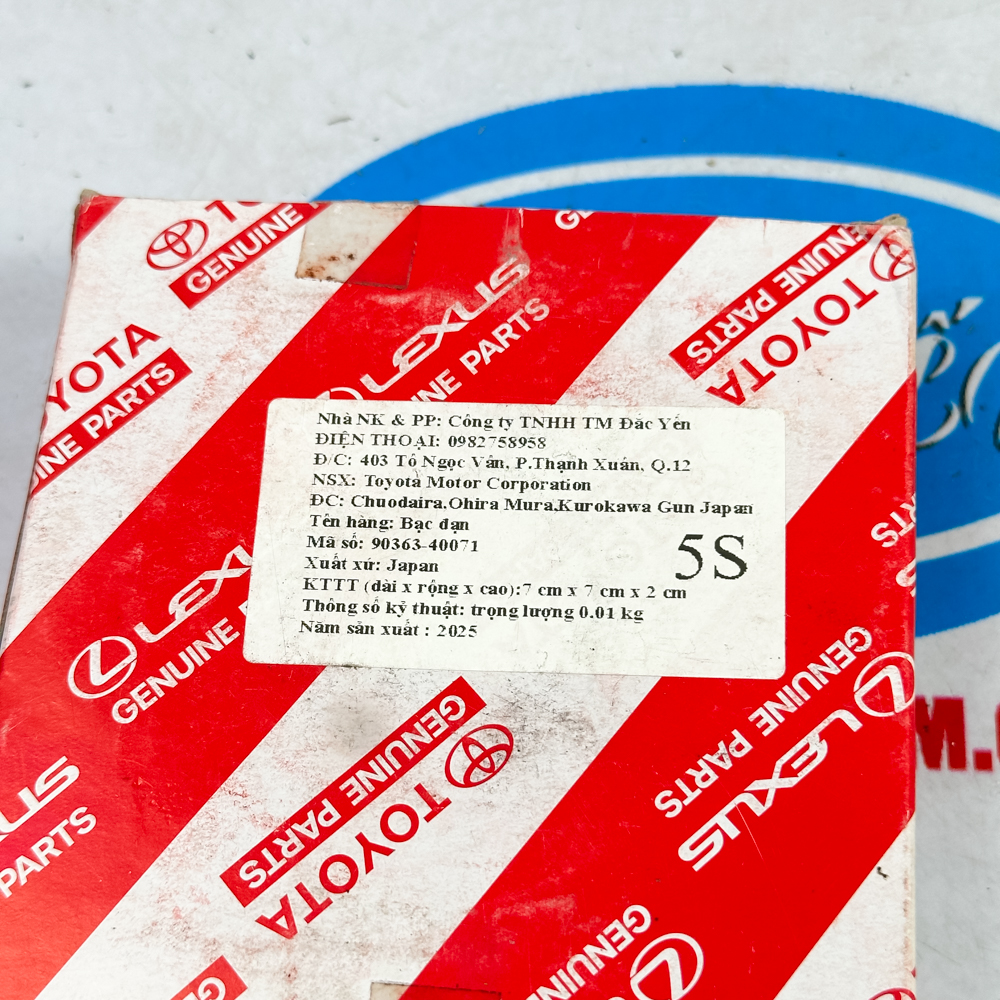 TOYOTA
GENUINE PARTS
LEXUS
GENUINE PARTS
TOYOTA
GENUINE PARTS
Nhà NK & PP: Công ty TNHH TM Đắc Yến
ĐIỆN THOẠI: 0982758958
Đ/C: 403 Tô Ngọc Vân, P.Thạnh Xuân, Q.12
NSX: Toyota Motor Corporation
ĐC: Chuodaira,Ohira Mura,Kurokawa Gun Japan
Tên hàng: Bạc đạn
Mã số: 90363-40071
Xuất xứ: Japan
5S
KTTT (dài x rộng x cao):7 cm x 7 cm x 2 cm
Thông số kỷ thuật: trọng lượng 0.01 kg
Năm sản xuất : 2025
LEXUS
GENUINE
LEXUS
GENUINE PARTS
TOYOTA
GENUINE PARTS
PARTS
GENUINE